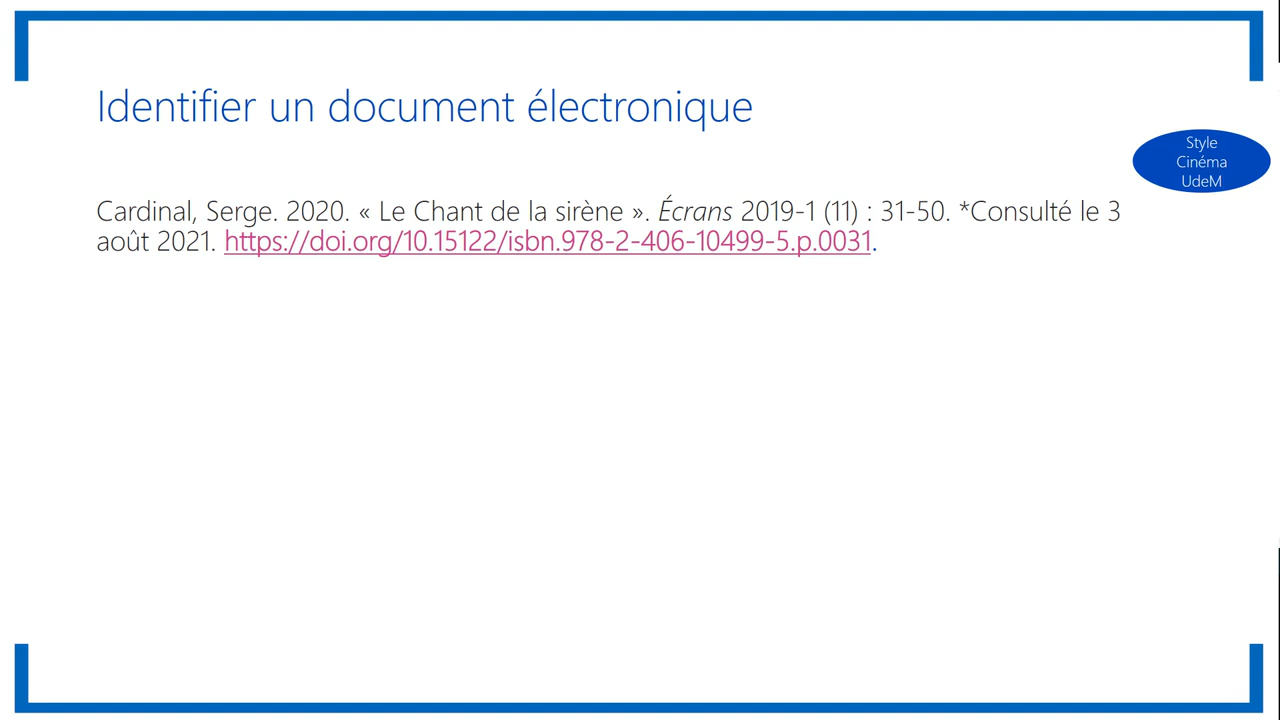 Identifier un document électronique
Style
Cinéma
UdeM
Cardinal, Serge. 2020. « Le Chant de la sirène ». Écrans 2019-1 (11) : 31-50. *Consulté le 3
août 2021. https://doi.org/10.15122/isbn.978-2-406-10499-5.p.0031.